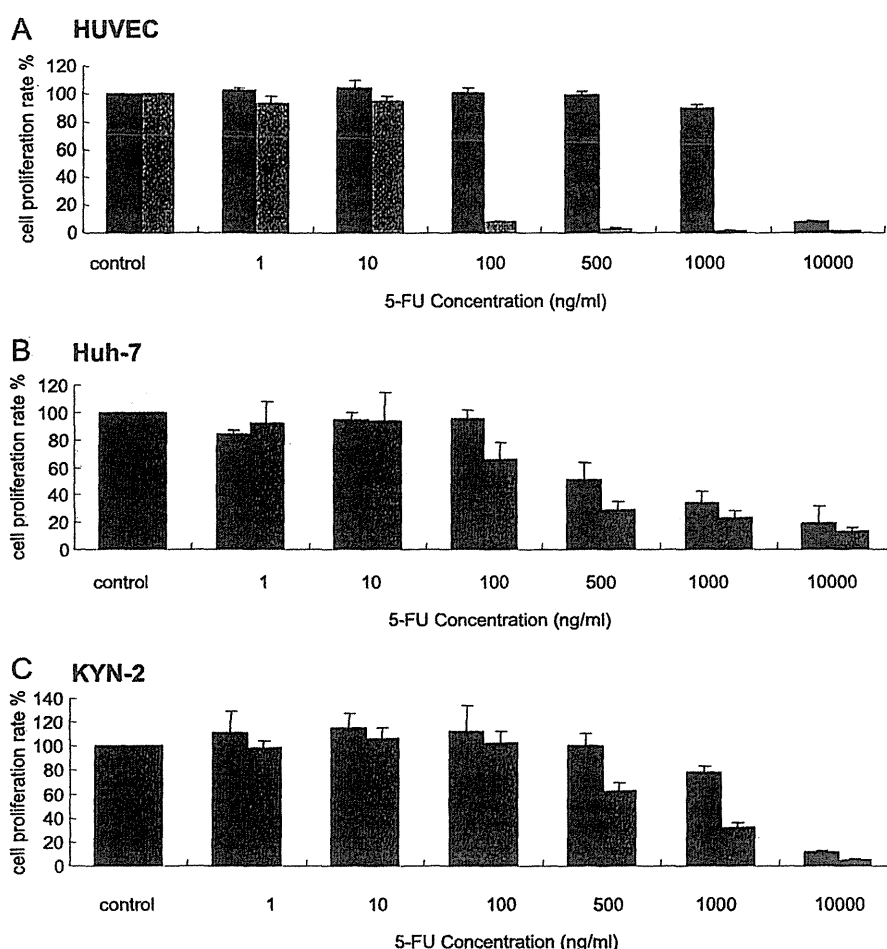 A HUVEC
cell proliferation rate %
120
100
80
60
40
20
0
control 1 10 100 500 1000 10000
5-FU Concentration (ng/ml)
B Huh-7
cell proliferation rate %
120
100
80
60
40
20
0
control 1 10 100 500 1000 10000
5-FU Concentration (ng/ml)
C KYN-2
cell proliferation rate %
140
120
100
80
60
40
20
0
control 1 10 100 500 1000 10000
5-FU Concentration (ng/ml)